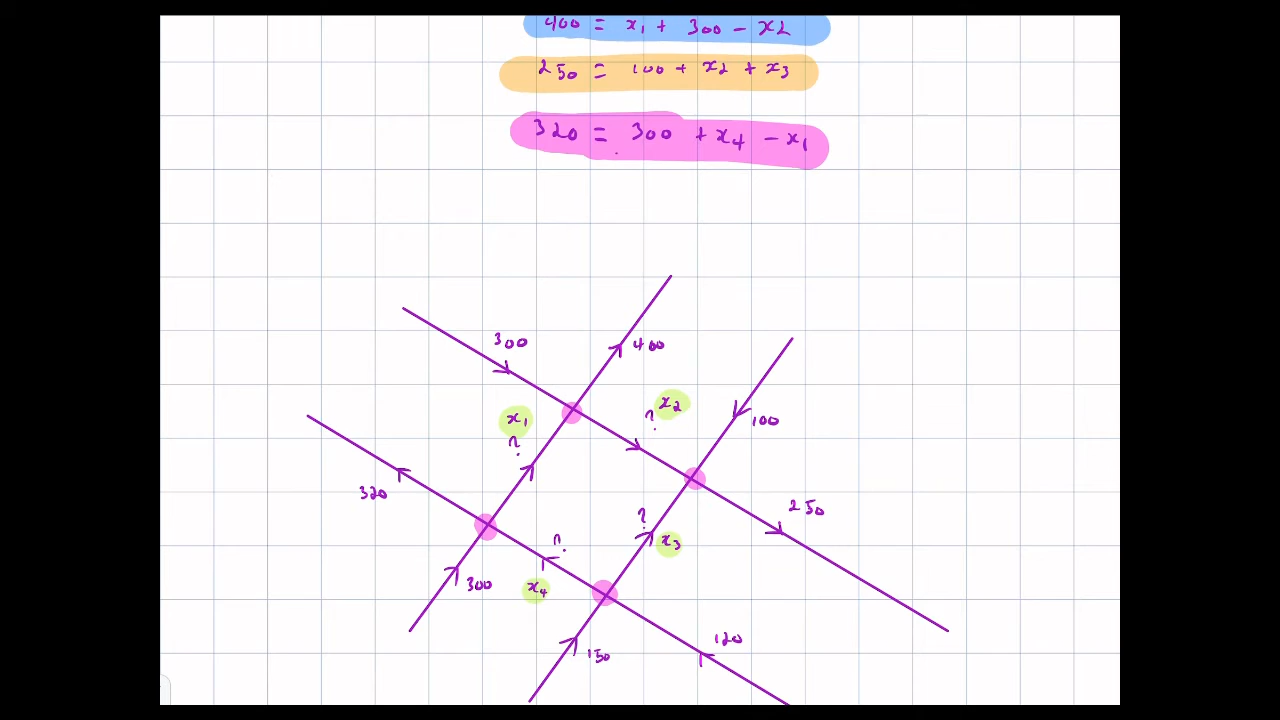 400 = x1 + 300 - x2
250 = 100 + x2 + x3
320 = 300 + x4 - x1
300
400
x1
?
?
x2
100
320
250
?
x3
?
x4
300
150
120